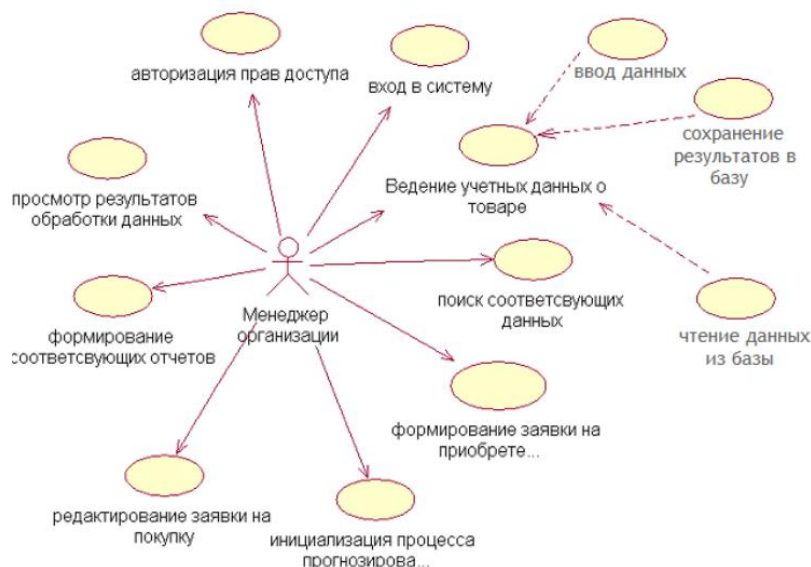 авторизация прав доступа
вход в систему
ввод данных
сохранение
результатов в
базу
просмотр результатов
обработки данных
Ведение учетных данных о
товаре
поиск соответсвующих
данных
Менеджер
организации
формирование
соответсвующих отчетов
чтение данных
из базы
формирование заявки на
приобрете...
редактирование заявки на
покупку
инициализация процесса
прогнозирова...